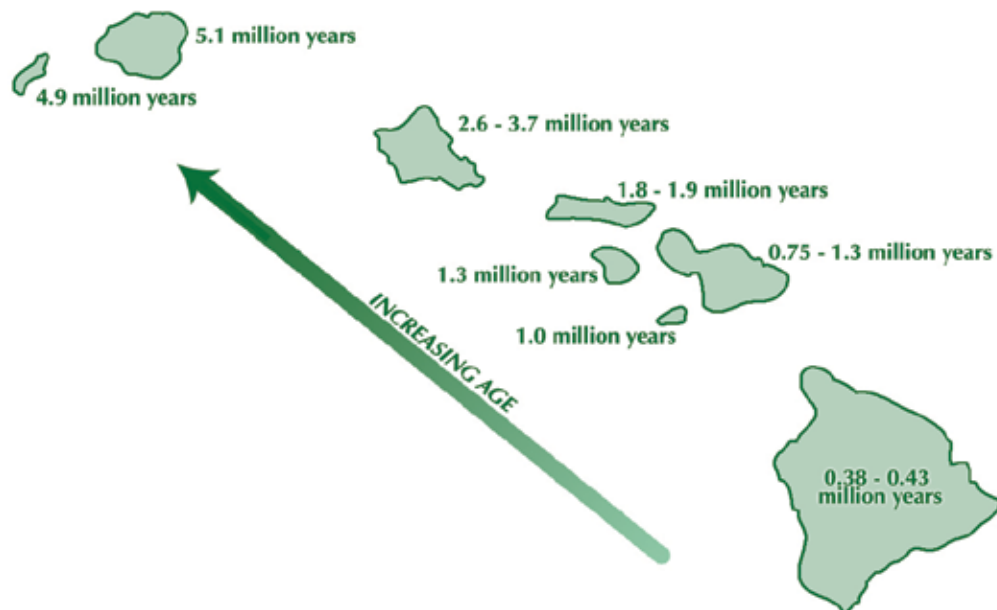 5.1 million years
4.9 million years
2.6 - 3.7 million years
1.8 - 1.9 million years
0.75 - 1.3 million years
1.3 million years
1.0 million years
INCREASING AGE
0.38 - 0.43
million years